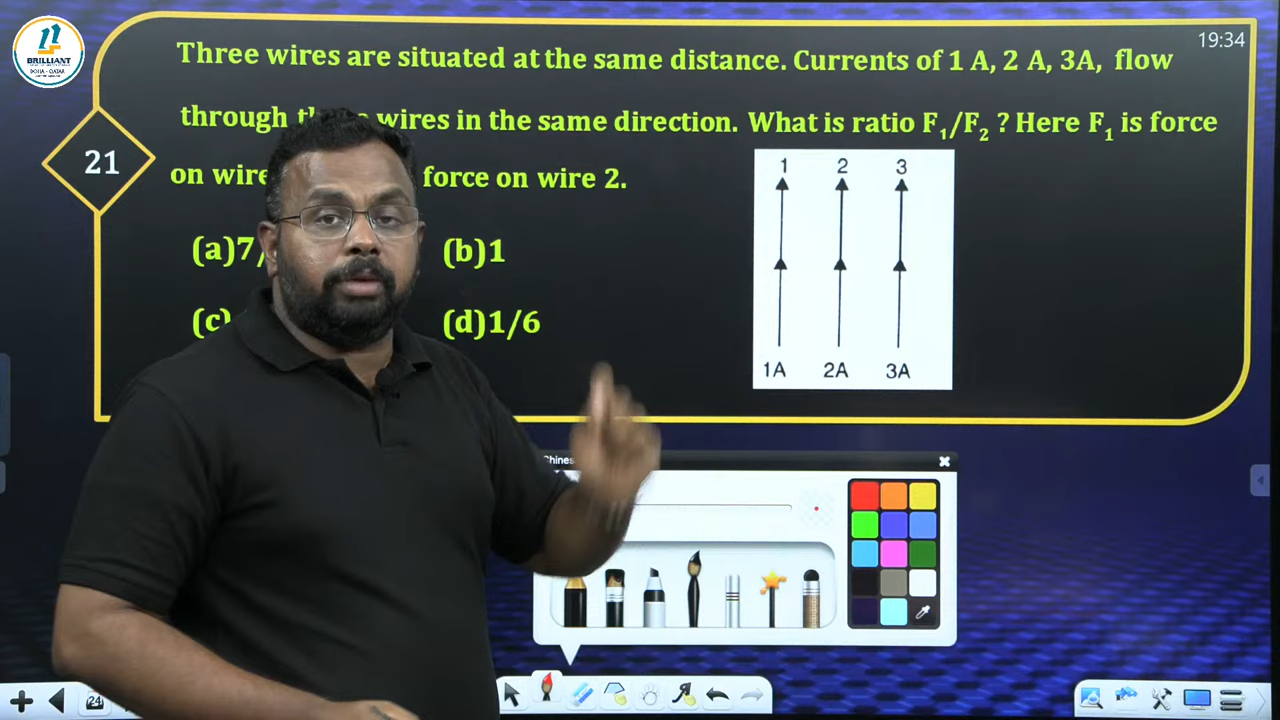 BRILLIANT
DOHA - QATAR
19:34
Three wires are situated at the same distance. Currents of 1 A, 2 A, 3A, flow
through wires in the same direction. What is ratio F₁/F₂ ? Here F₁ is force
21
on force on wire 2.
(a)7/ (b)1
(c) (d)1/6
1 2 3
1A 2A 3A
24